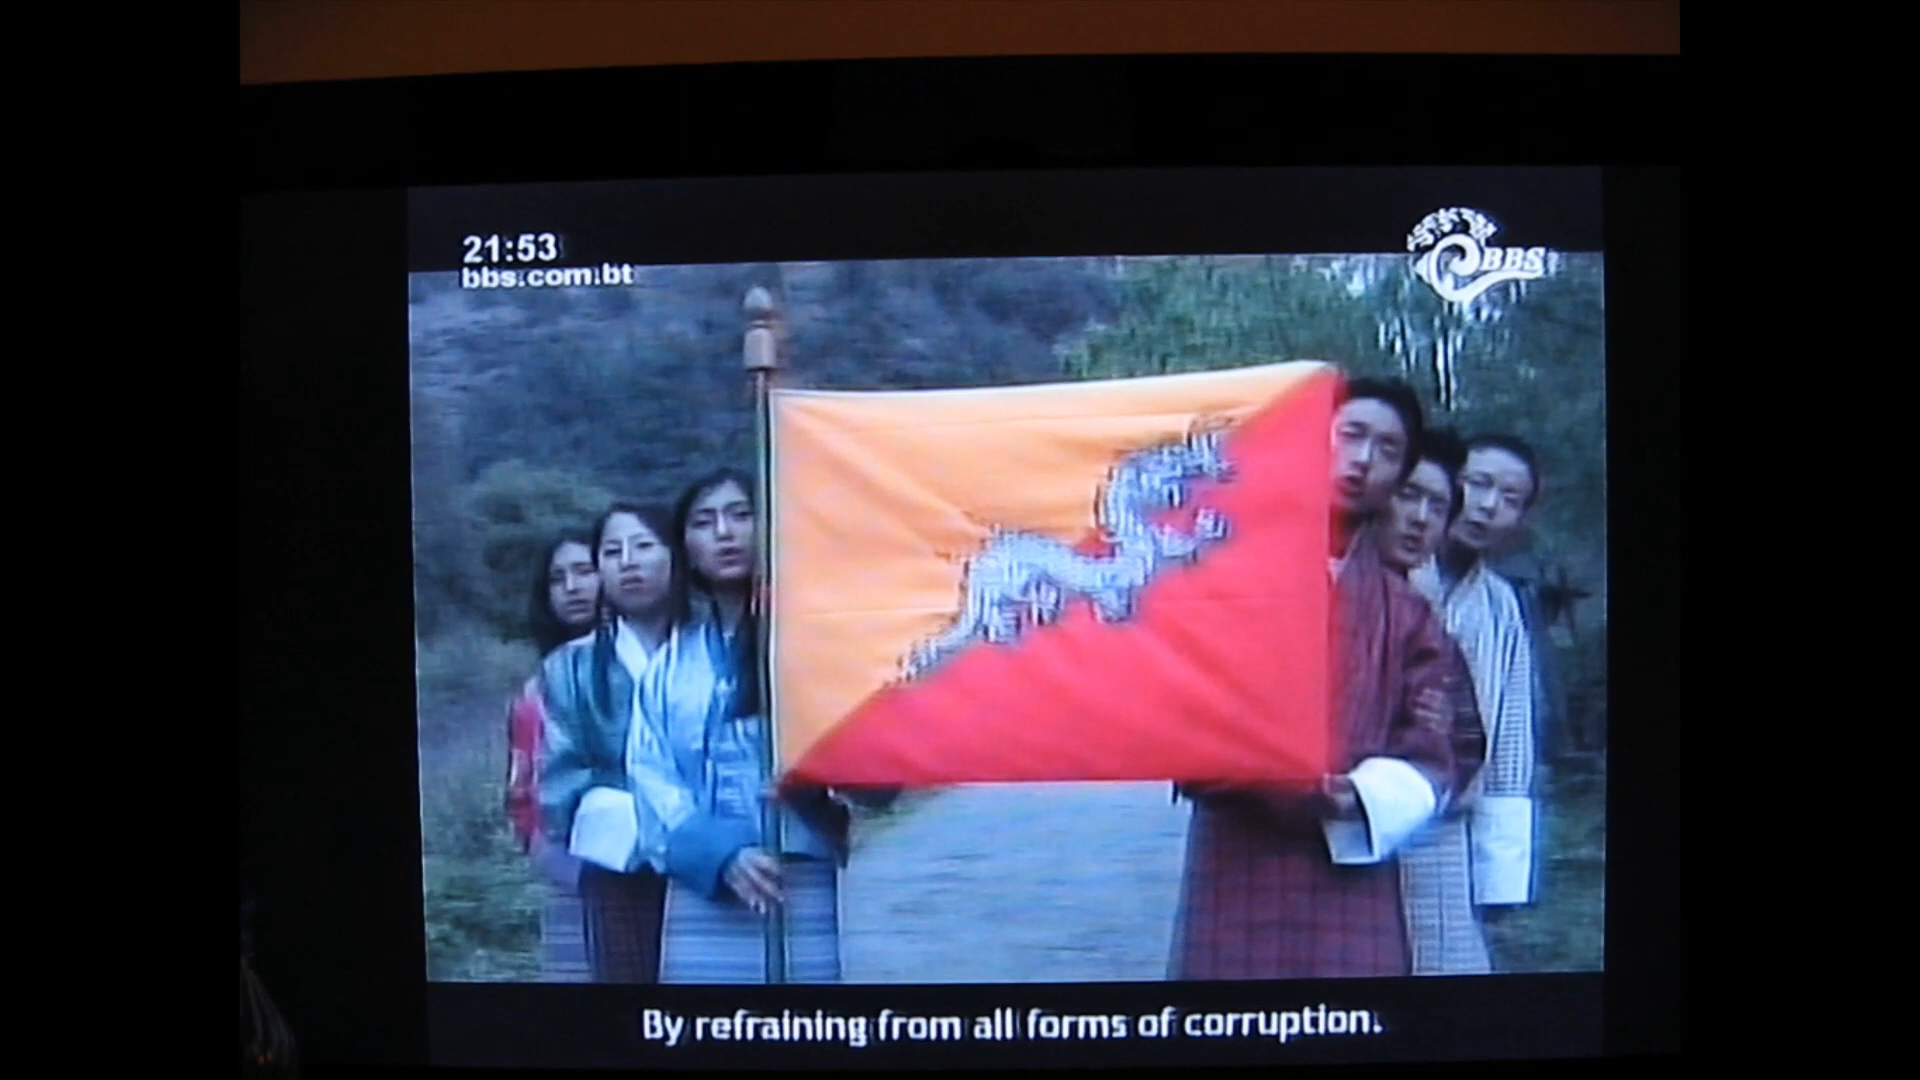 21:53
bbs.com.bt
BBS
By refraining from all forms of corruption.